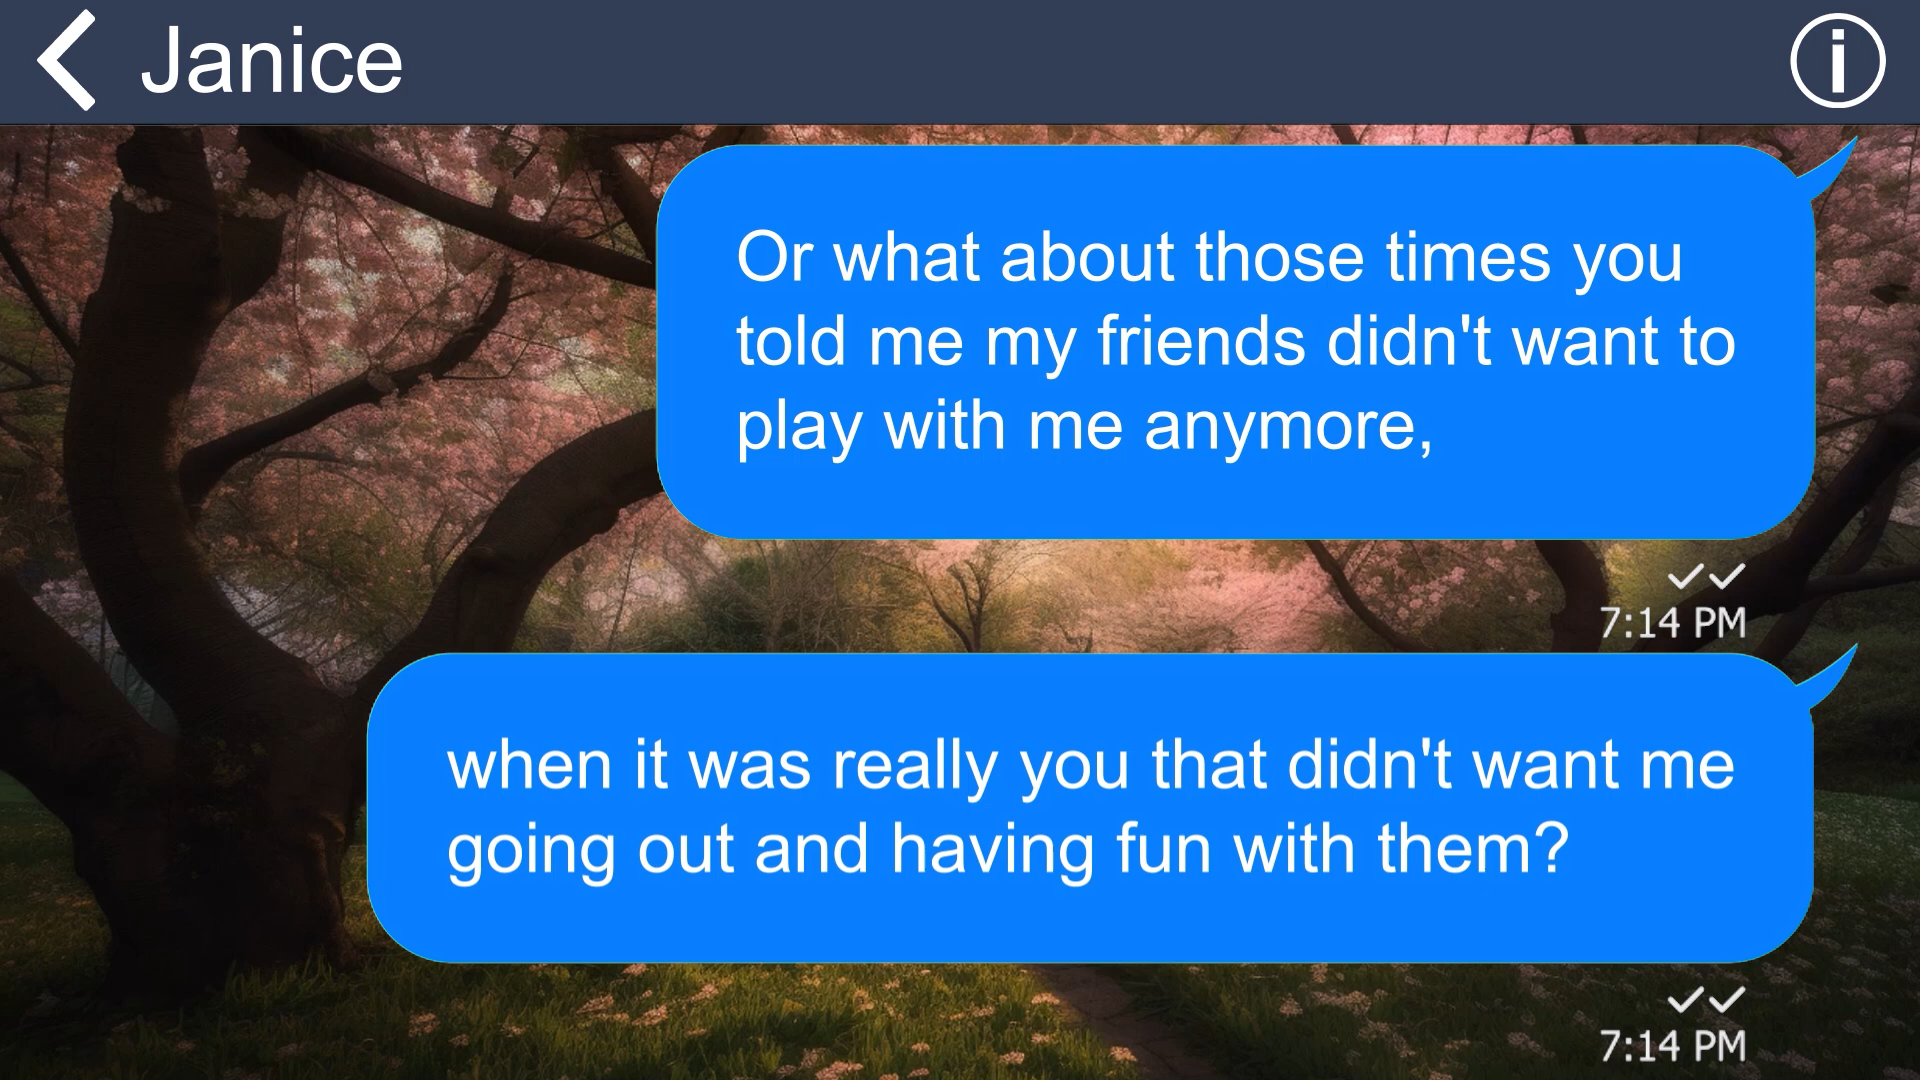 Janice
Or what about those times you
told me my friends didn't want to
play with me anymore,
7:14 PM
when it was really you that didn't want me
going out and having fun with them?
7:14 PM